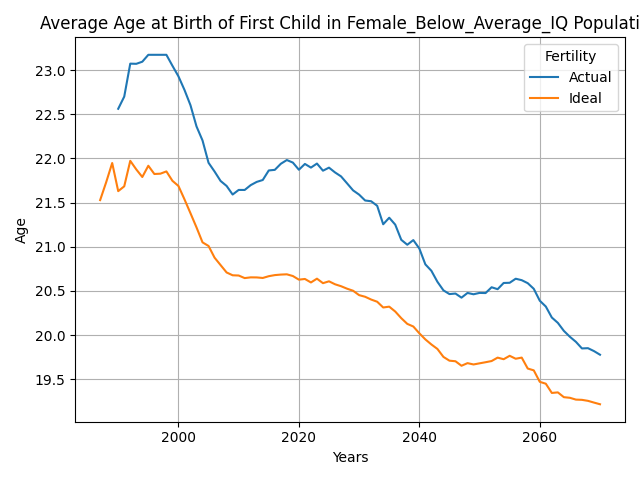 Average Age at Birth of First Child in Female_Below_Average_IQ Populati
Fertility
Actual
Ideal
23.0
22.5
22.0
21.5
21.0
20.5
20.0
19.5
Age
2000 2020 2040 2060
Years